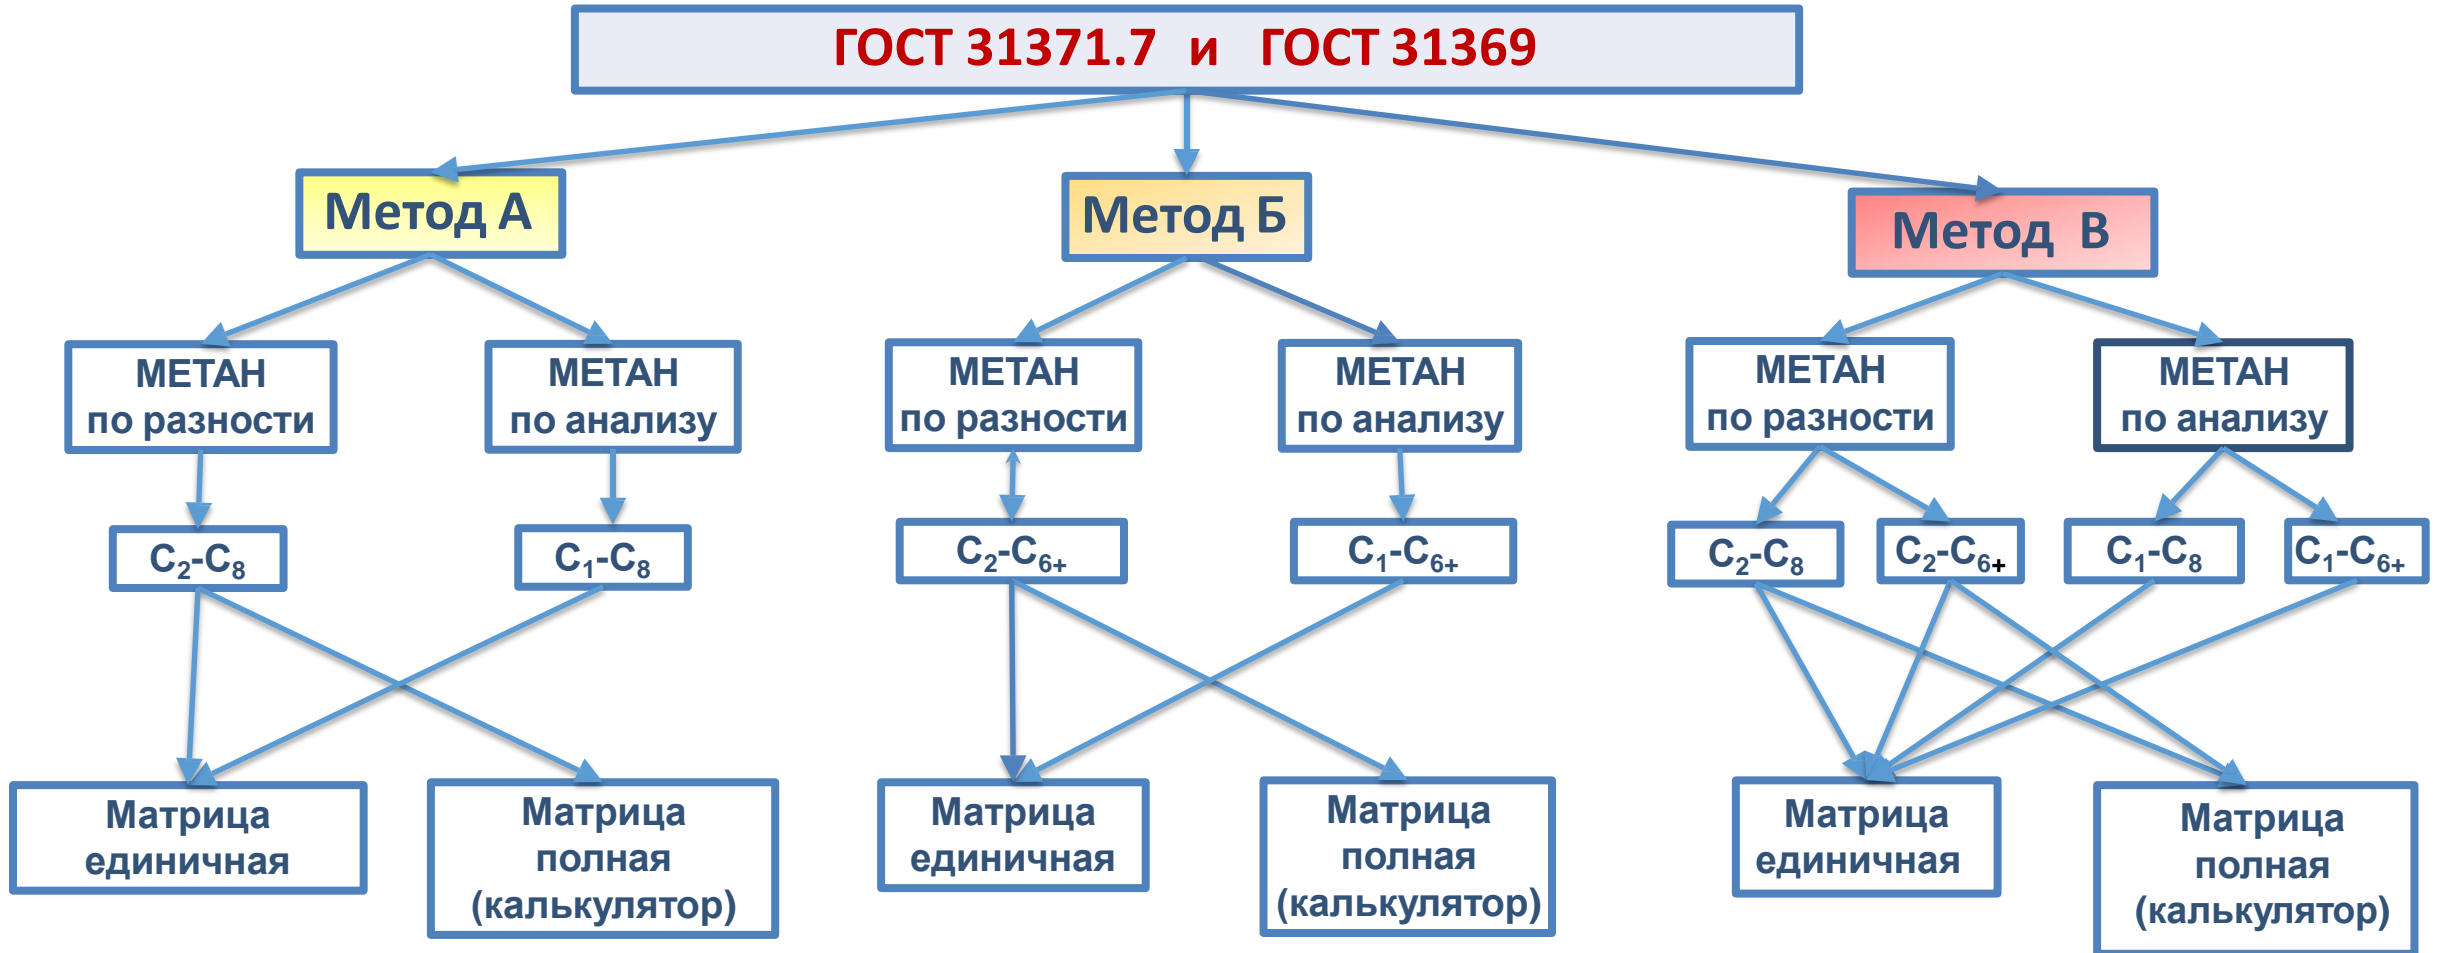 ГОСТ 31371.7 и ГОСТ 31369
Метод А
Метод Б
Метод В
МЕТАН
по разности
МЕТАН
по анализу
МЕТАН
по разности
МЕТАН
по анализу
МЕТАН
по разности
МЕТАН
по анализу
C₂-C₈
C₁-C₈
C₂-C₆₊
C₁-C₆₊
C₂-C₈
C₂-C₆₊
C₁-C₈
C₁-C₆₊
Матрица
единичная
Матрица
полная
(калькулятор)
Матрица
единичная
Матрица
полная
(калькулятор)
Матрица
единичная
Матрица
полная
(калькулятор)